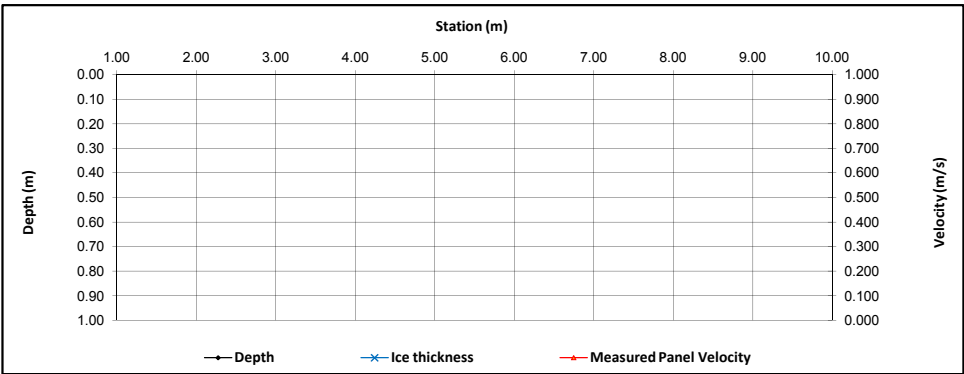 Station (m)
1.00 2.00 3.00 4.00 5.00 6.00 7.00 8.00 9.00 10.00
0.00 1.000
0.10 0.900
0.20 0.800
0.30 0.700
0.40 0.600
0.50 0.500
0.60 0.400
0.70 0.300
0.80 0.200
0.90 0.100
1.00 0.000
Depth (m)
Velocity (m/s)
Depth Ice thickness Measured Panel Velocity